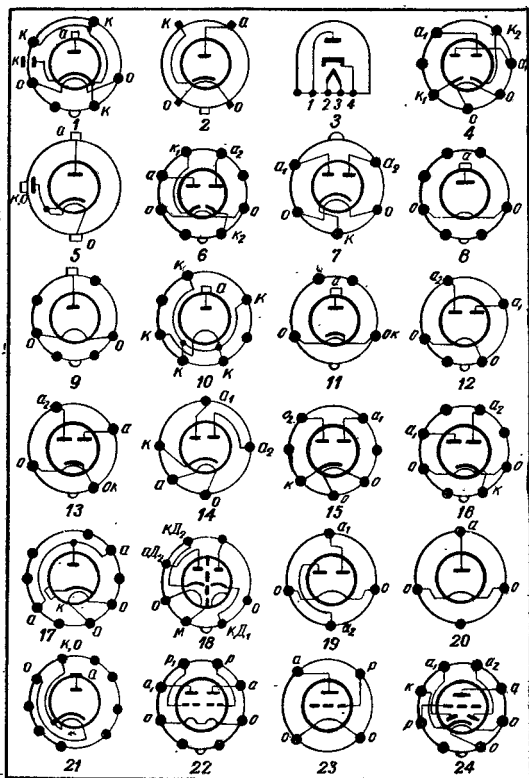 к к а к о о к
1
к а о о
2
1 2 3 4
3
а₁ к₂ а к₁ о о
4
а к,о о
5
к₁ а₂ а о о к₂
6
а₁ а₂ о о к
7
а о о
8
о о
9
к₁ а к к к к
10
а о ок
11
а₂ а₁ о о
12
а₂ а о ок
13
а₁ к а₂ а о
14
а₂ а₁ к о о
15
а₁ а₂ о о к
16
а к о а о
17
кД₂ аД₂ о о м кД₁
18
а₁ о о а₂
19
а о о
20
к,о о а
21
р₁ р а₁ а о о
22
а р о о
23
а₁ а₂ к q р о о
24